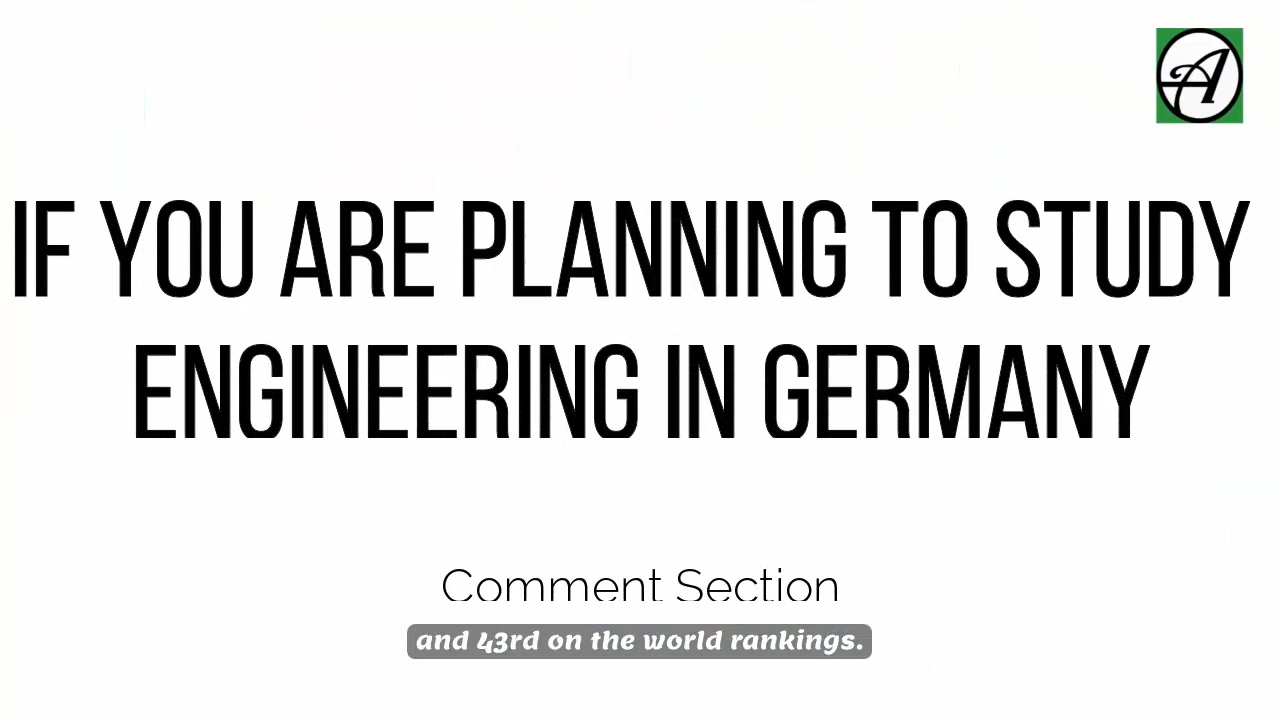 A
IF YOU ARE PLANNING TO STUDY
ENGINEERING IN GERMANY
Comment Section
and 43rd on the world rankings.